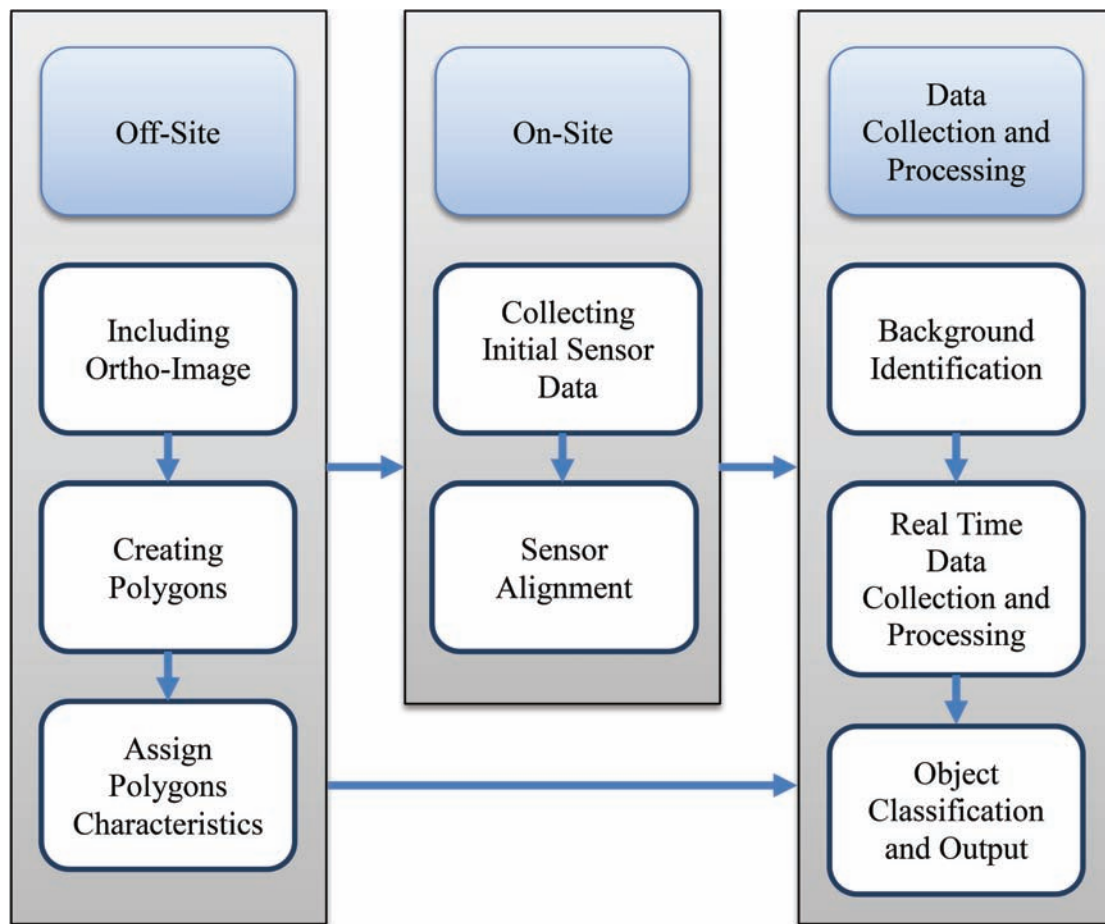 Off-Site
Including
Ortho-Image
Creating
Polygons
Assign
Polygons
Characteristics
On-Site
Collecting
Initial Sensor
Data
Sensor
Alignment
Data
Collection and
Processing
Background
Identification
Real Time
Data
Collection and
Processing
Object
Classification
and Output